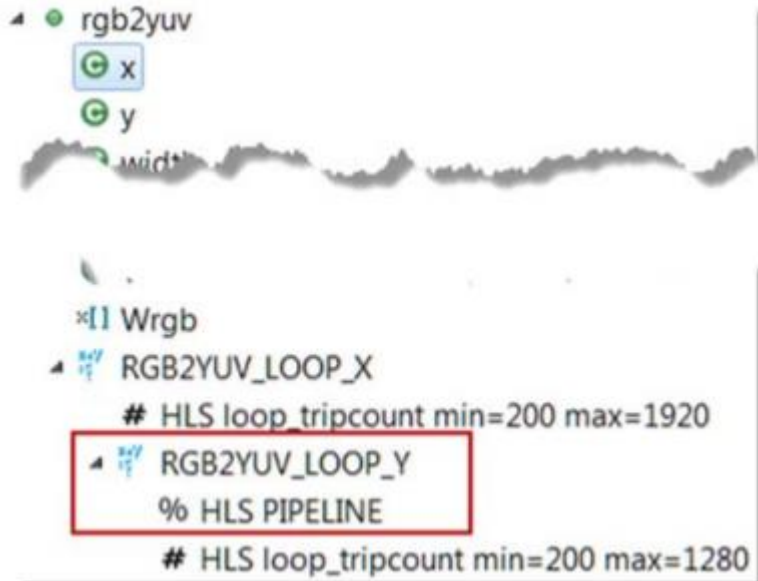 rgb2yuv
x
y
Wrgb
RGB2YUV_LOOP_X
# HLS loop_tripcount min=200 max=1920
RGB2YUV_LOOP_Y
% HLS PIPELINE
# HLS loop_tripcount min=200 max=1280